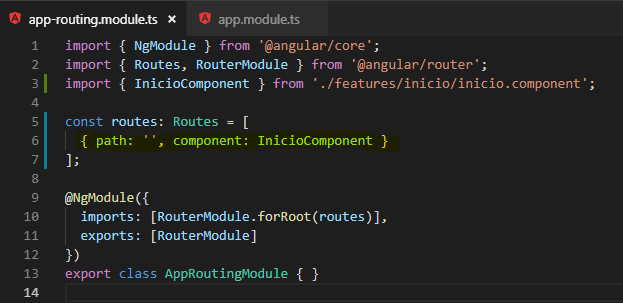 app-routing.module.ts × app.module.ts
1 import { NgModule } from '@angular/core';
2 import { Routes, RouterModule } from '@angular/router';
3 import { InicioComponent } from './features/inicio/inicio.component';
4
5 const routes: Routes = [
6   { path: '', component: InicioComponent }
7 ];
8
9 @NgModule({
10   imports: [RouterModule.forRoot(routes)],
11   exports: [RouterModule]
12 })
13 export class AppRoutingModule { }
14